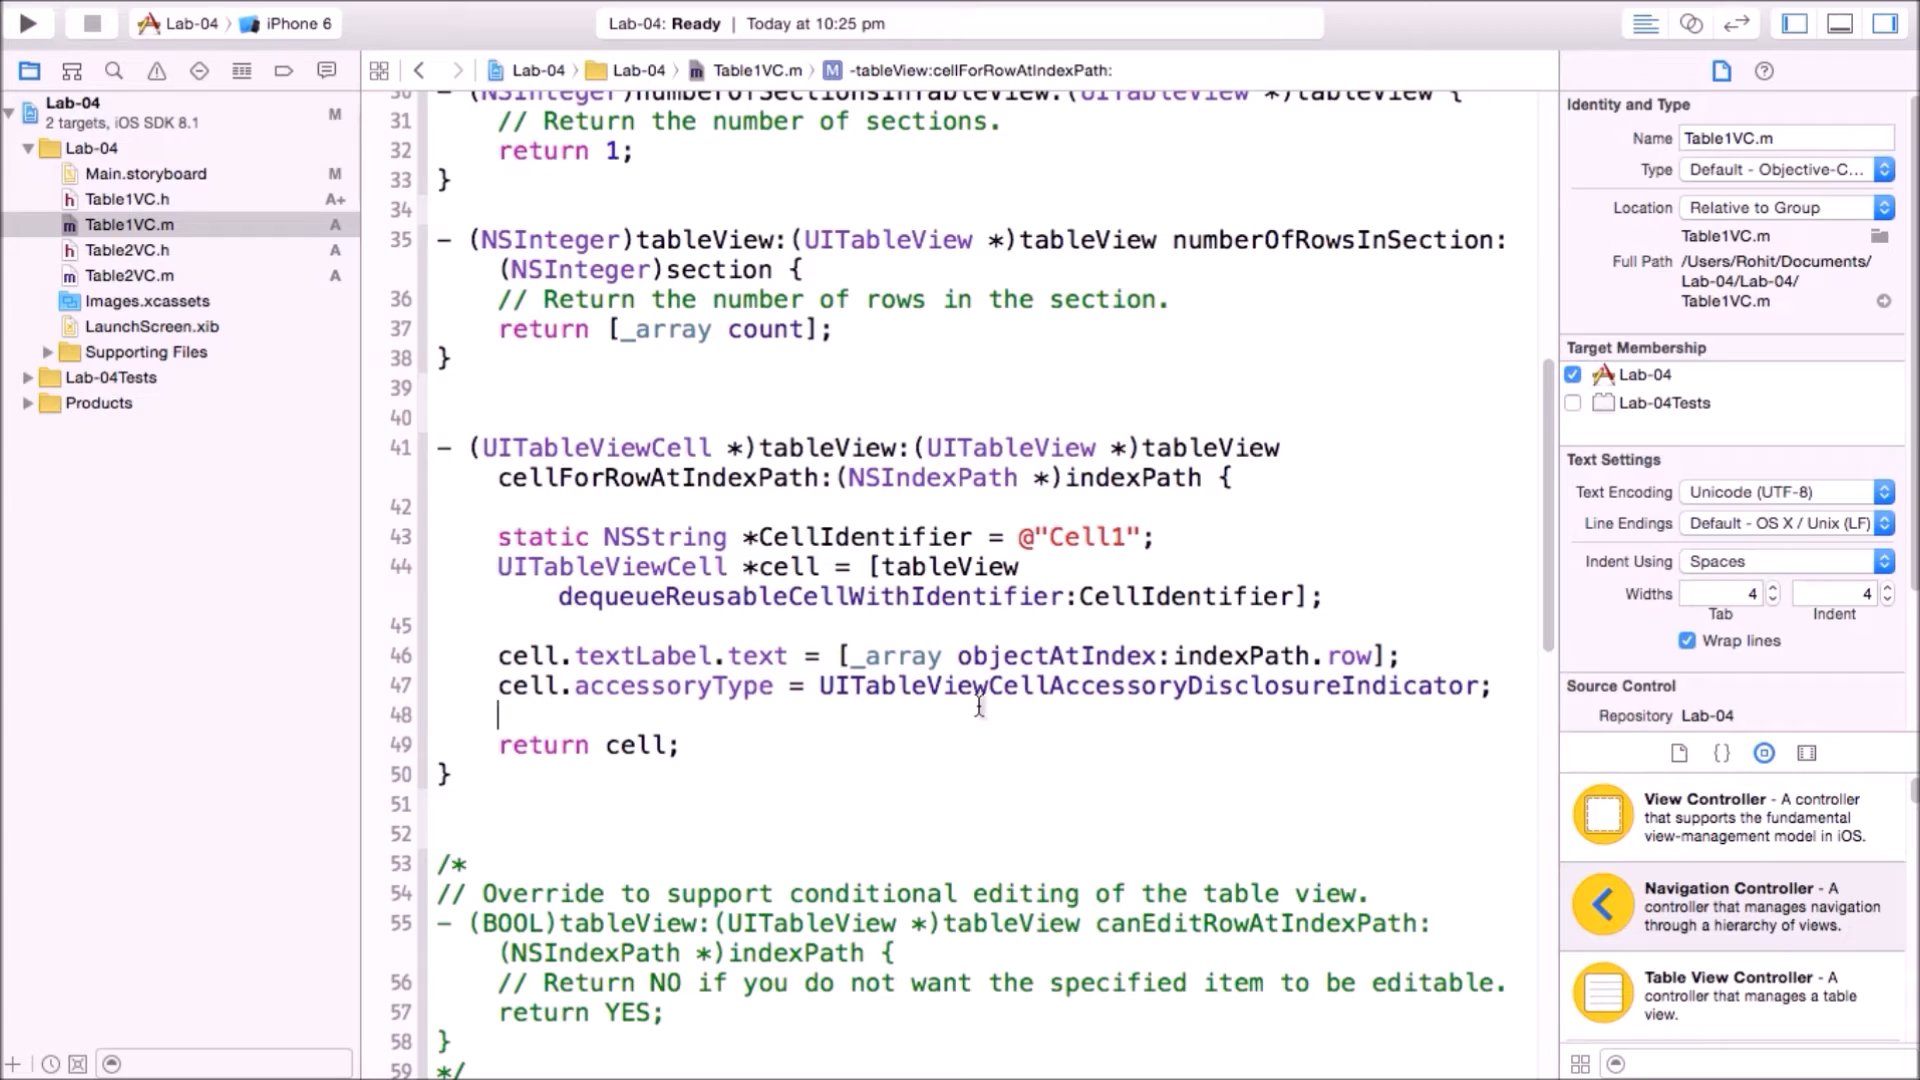 Lab-04
iPhone 6
Lab-04: Ready | Today at 10:25 pm
Lab-04
2 targets, iOS SDK 8.1
M
Lab-04
Main.storyboard M
Table1VC.h A+
Table1VC.m A
Table2VC.h A
Table2VC.m A
Images.xcassets
LaunchScreen.xib
Supporting Files
Lab-04Tests
Products
Lab-04 Lab-04 Table1VC.m M -tableView:cellForRowAtIndexPath:
30 - (NSInteger)numberOfSectionsInTableView:(UITableView *)tableView {
31 // Return the number of sections.
32 return 1;
33 }
34
35 - (NSInteger)tableView:(UITableView *)tableView numberOfRowsInSection:
(NSInteger)section {
36 // Return the number of rows in the section.
37 return [_array count];
38 }
39
40
41 - (UITableViewCell *)tableView:(UITableView *)tableView
cellForRowAtIndexPath:(NSIndexPath *)indexPath {
42
43 static NSString *CellIdentifier = @"Cell1";
44 UITableViewCell *cell = [tableView
dequeueReusableCellWithIdentifier:CellIdentifier];
45
46 cell.textLabel.text = [_array objectAtIndex:indexPath.row];
47 cell.accessoryType = UITableViewCellAccessoryDisclosureIndicator;
48
49 return cell;
50 }
51
52
53 /*
54 // Override to support conditional editing of the table view.
55 - (BOOL)tableView:(UITableView *)tableView canEditRowAtIndexPath:
(NSIndexPath *)indexPath {
56 // Return NO if you do not want the specified item to be editable.
57 return YES;
58 }
59 */
Identity and Type
Name Table1VC.m
Type Default - Objective-C...
Location Relative to Group
Table1VC.m
Full Path /Users/Rohit/Documents/
Lab-04/Lab-04/
Table1VC.m
Target Membership
Lab-04
Lab-04Tests
Text Settings
Text Encoding Unicode (UTF-8)
Line Endings Default - OS X / Unix (LF)
Indent Using Spaces
Widths 4 4
Tab Indent
Wrap lines
Source Control
Repository Lab-04
{}
View Controller - A controller
that supports the fundamental
view-management model in iOS.
Navigation Controller - A
controller that manages navigation
through a hierarchy of views.
Table View Controller - A
controller that manages a table
view.